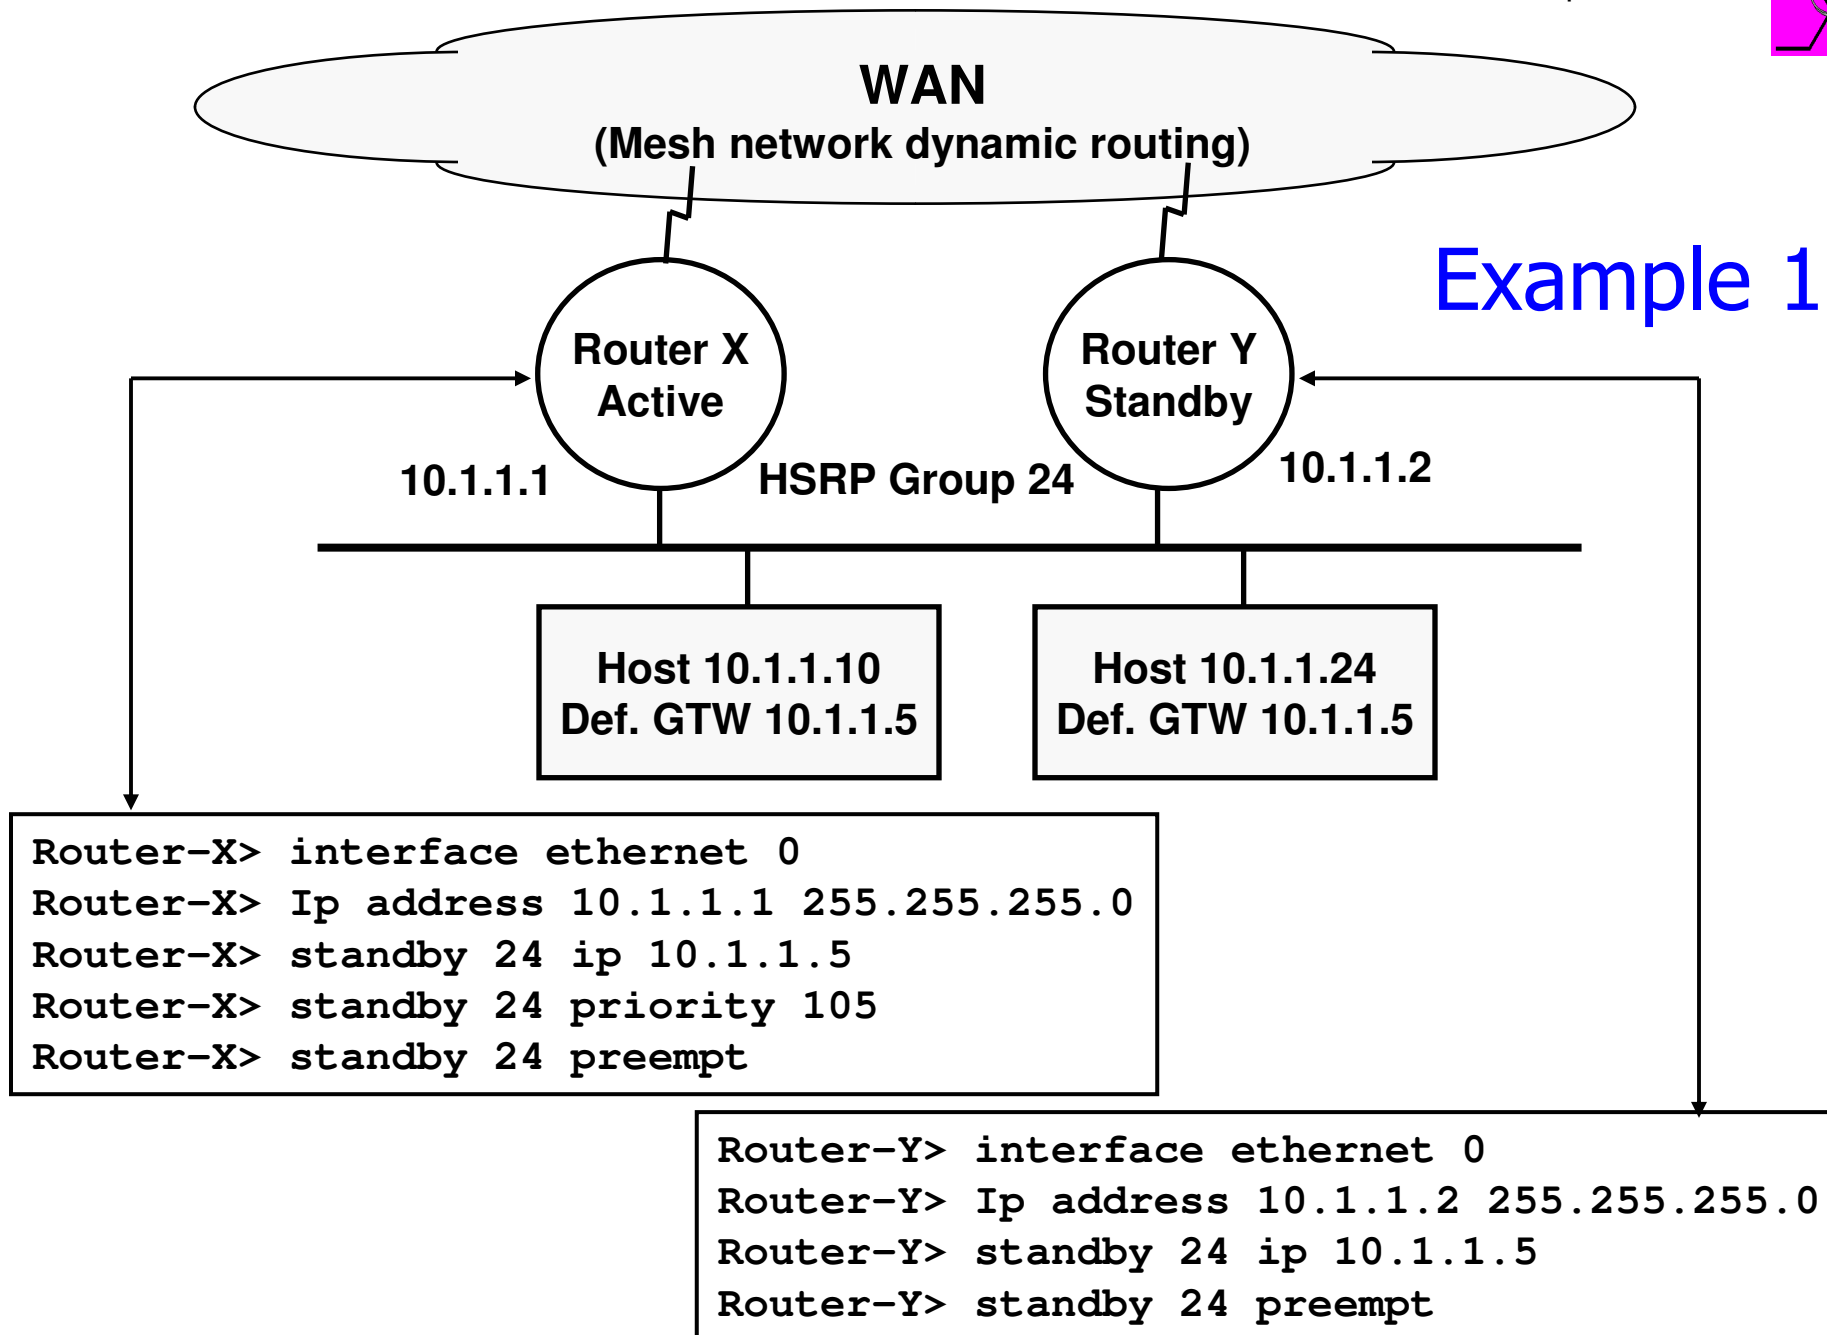 WAN
(Mesh network dynamic routing)
Example 1
Router X
Active
Router Y
Standby
10.1.1.1
HSRP Group 24
10.1.1.2
Host 10.1.1.10
Def. GTW 10.1.1.5
Host 10.1.1.24
Def. GTW 10.1.1.5
Router-X> interface ethernet 0
Router-X> Ip address 10.1.1.1 255.255.255.0
Router-X> standby 24 ip 10.1.1.5
Router-X> standby 24 priority 105
Router-X> standby 24 preempt
Router-Y> interface ethernet 0
Router-Y> Ip address 10.1.1.2 255.255.255.0
Router-Y> standby 24 ip 10.1.1.5
Router-Y> standby 24 preempt